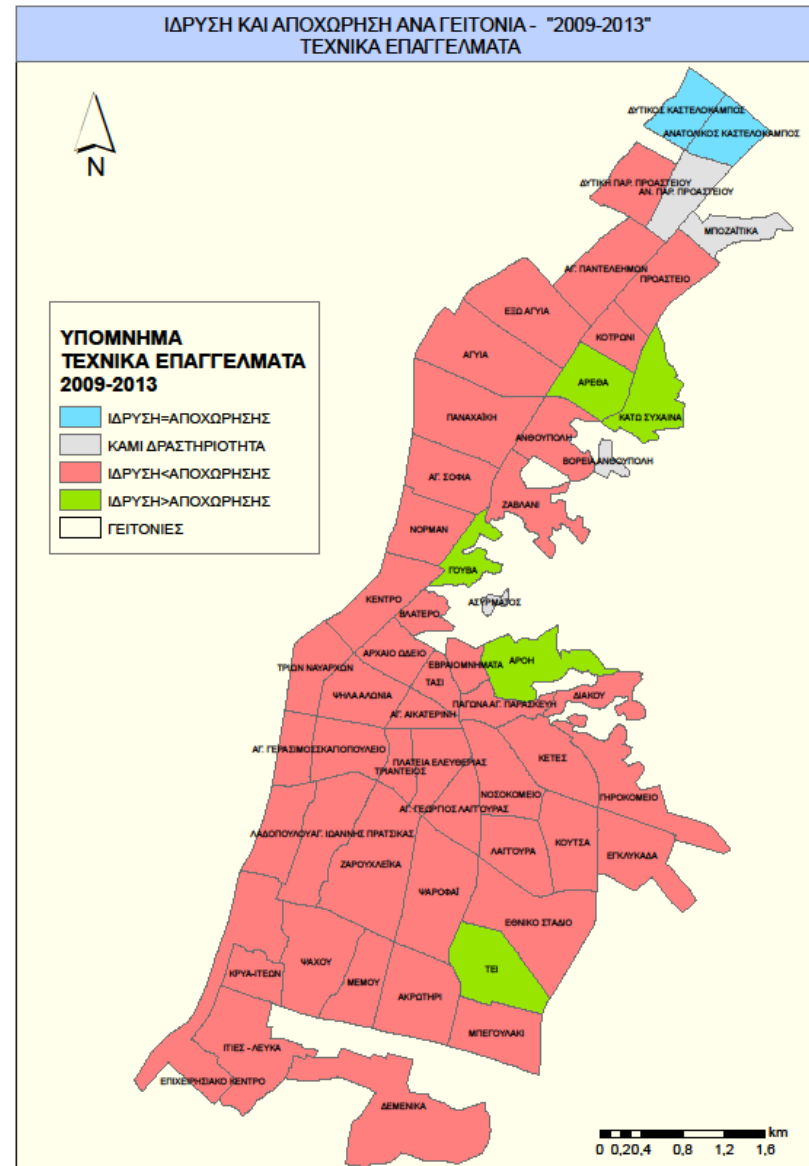 ΙΔΡΥΣΗ ΚΑΙ ΑΠΟΧΩΡΗΣΗ ΑΝΑ ΓΕΙΤΟΝΙΑ - "2009-2013"
ΤΕΧΝΙΚΑ ΕΠΑΓΓΕΛΜΑΤΑ
N
ΔΥΤΙΚΟΣ ΚΑΣΤΕΛΟΚΑΜΠΟΣ
ΑΝΑΤΟΛΙΚΟΣ ΚΑΣΤΕΛΟΚΑΜΠΟΣ
ΔΥΤΙΚΗ ΠΑΡ. ΠΡΟΑΣΤΕΙΟΥ
ΑΝ. ΠΑΡ. ΠΡΟΑΣΤΕΙΟΥ
ΜΠΟΖΑΪΤΙΚΑ
ΑΓ. ΠΑΝΤΕΛΕΗΜΩΝ
ΠΡΟΑΣΤΕΙΟ
ΕΞΩ ΑΓΥΙΑ
ΚΟΤΡΩΝΙ
ΑΓΥΙΑ
ΑΡΕΘΑ
ΚΑΤΩ ΣΥΧΑΙΝΑ
ΠΑΝΑΧΑΪΚΗ
ΑΝΘΟΥΠΟΛΗ
ΒΟΡΕΙΑ ΑΝΘΟΥΠΟΛΗ
ΑΓ. ΣΟΦΙΑ
ΖΑΒΛΑΝΙ
ΝΟΡΜΑΝ
ΓΟΥΒΑ
ΥΠΟΜΝΗΜΑ
ΤΕΧΝΙΚΑ ΕΠΑΓΓΕΛΜΑΤΑ
2009-2013
ΙΔΡΥΣΗ=ΑΠΟΧΩΡΗΣΗΣ
ΚΑΜΙ ΔΡΑΣΤΗΡΙΟΤΗΤΑ
ΙΔΡΥΣΗ<ΑΠΟΧΩΡΗΣΗΣ
ΙΔΡΥΣΗ>ΑΠΟΧΩΡΗΣΗΣ
ΓΕΙΤΟΝΙΕΣ
ΚΕΝΤΡΟ
ΒΛΑΤΕΡΟ
ΑΣΥΡΜΑΤΟΣ
ΑΡΧΑΙΟ ΩΔΕΙΟ
ΤΡΙΩΝ ΝΑΥΑΡΧΩΝ
ΕΒΡΑΙΟΜΝΗΜΑΤΑ
ΑΡΟΗ
ΤΑΣΙ
ΨΗΛΑ ΑΛΩΝΙΑ
ΠΑΓΩΝΑ ΑΓ. ΠΑΡΑΣΚΕΥΗ
ΔΙΑΚΟΥ
ΑΓ. ΑΙΚΑΤΕΡΙΝΗ
ΑΓ. ΓΕΡΑΣΙΜΟΣ
ΣΚΑΓΙΟΠΟΥΛΕΙΟ
ΠΛΑΤΕΙΑ ΕΛΕΥΘΕΡΙΑΣ
ΤΡΙΑΝΤΕΙΟΣ
ΚΕΤΕΣ
ΝΟΣΟΚΟΜΕΙΟ
ΓΗΡΟΚΟΜΕΙΟ
ΑΓ. ΓΕΩΡΓΙΟΣ ΛΑΓΓΟΥΡΑΣ
ΛΑΔΟΠΟΥΛΟΥ
ΑΓ. ΙΩΑΝΝΗΣ ΠΡΑΤΣΙΚΑΣ
ΚΟΥΤΣΑ
ΛΑΓΓΟΥΡΑ
ΕΓΚΛΥΚΑΔΑ
ΖΑΡΟΥΧΛΕΪΚΑ
ΨΑΡΟΦΑΪ
ΕΘΝΙΚΟ ΣΤΑΔΙΟ
ΨΑΧΟΥ
ΤΕΙ
ΚΡΥΑ-ΙΤΕΩΝ
ΜΕΜΟΥ
ΑΚΡΩΤΗΡΙ
ΜΠΕΓΟΥΛΑΚΙ
ΙΤΙΕΣ - ΛΕΥΚΑ
ΕΠΙΧΕΙΡΗΣΙΑΚΟ ΚΕΝΤΡΟ
ΔΕΜΕΝΙΚΑ
km
0 0,20,4 0,8 1,2 1,6